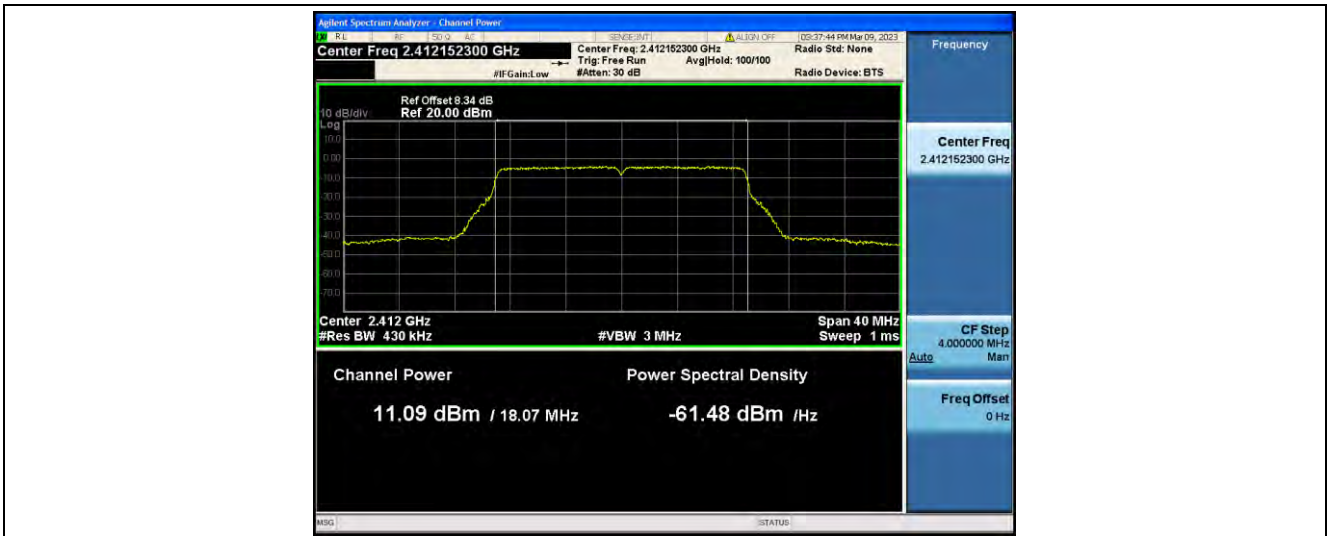 Agilent Spectrum Analyzer - Channel Power
RL RF 50 Ω AC SENSE:INT ALIGN OFF 03:37:44 PM Mar 09, 2023
Center Freq 2.412152300 GHz
Center Freq: 2.412152300 GHz
Radio Std: None
Trig: Free Run Avg|Hold: 100/100
#IFGain:Low #Atten: 30 dB Radio Device: BTS
Frequency
Ref Offset 8.34 dB
10 dB/div Ref 20.00 dBm
Log
10.0
0.00
-10.0
-20.0
-30.0
-40.0
-50.0
-60.0
-70.0
Center Freq
2.412152300 GHz
Center 2.412 GHz Span 40 MHz
#Res BW 430 kHz #VBW 3 MHz Sweep 1 ms
CF Step
4.000000 MHz
Auto Man
Channel Power Power Spectral Density
11.09 dBm / 18.07 MHz -61.48 dBm /Hz
Freq Offset
0 Hz
MSG STATUS